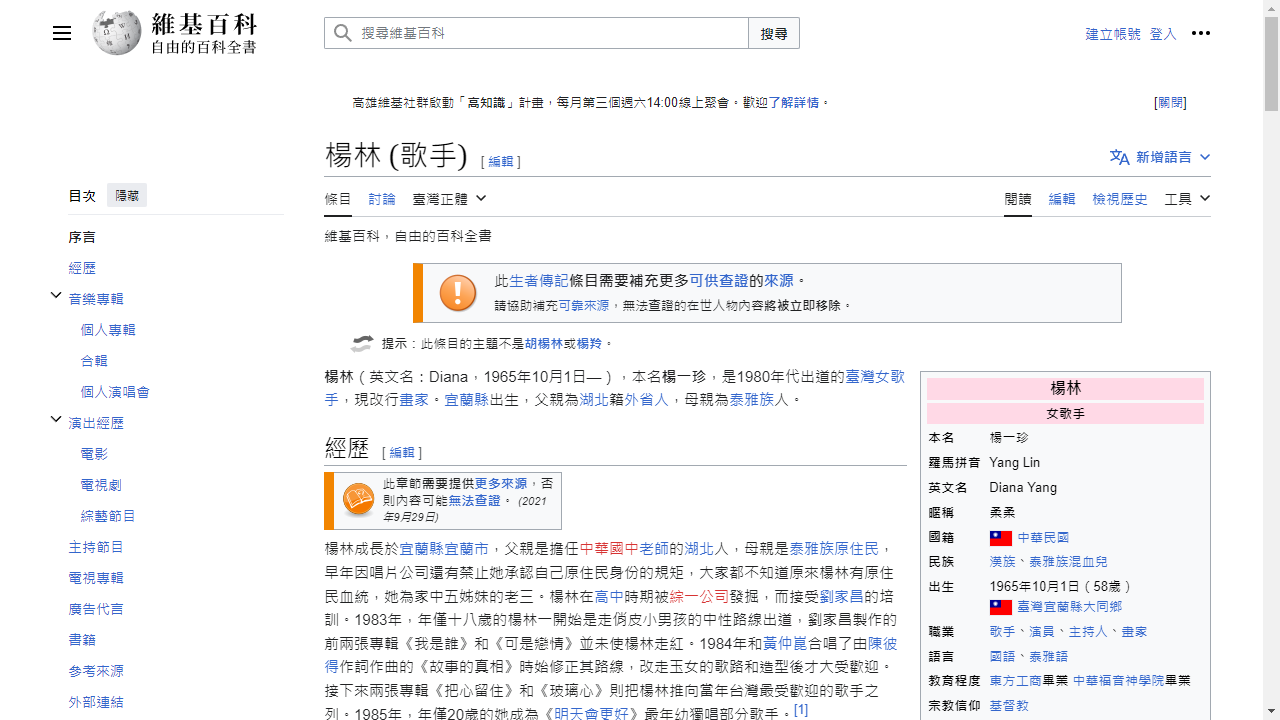 維基百科
自由的百科全書
搜尋維基百科
搜尋
建立帳號 登入
高雄維基社群啟動「高知識」計畫，每月第三個週六14:00線上聚會。歡迎了解詳情。
[關閉]
楊林 (歌手) [ 編輯 ]
新增語言
目次 隱藏
條目 討論 臺灣正體
閱讀 編輯 檢視歷史 工具
序言
經歷
音樂專輯
個人專輯
合輯
個人演唱會
演出經歷
電影
電視劇
綜藝節目
主持節目
電視專輯
廣告代言
書籍
參考來源
外部連結
維基百科，自由的百科全書
此生者傳記條目需要補充更多可供查證的來源。
請協助補充可靠來源，無法查證的在世人物內容將被立即移除。
提示：此條目的主題不是胡楊林或楊羚。
楊林（英文名：Diana，1965年10月1日—），本名楊一珍，是1980年代出道的臺灣女歌
手，現改行畫家。宜蘭縣出生，父親為湖北籍外省人，母親為泰雅族人。
經歷 [ 編輯 ]
此章節需要提供更多來源，否
則內容可能無法查證。 (2021
年9月29日)
楊林成長於宜蘭縣宜蘭市，父親是擔任中華國中老師的湖北人，母親是泰雅族原住民，
早年因唱片公司還有禁止她承認自己原住民身份的規矩，大家都不知道原來楊林有原住
民血統，她為家中五姊妹的老三。楊林在高中時期被綜一公司發掘，而接受劉家昌的培
訓。1983年，年僅十八歲的楊林一開始是走俏皮小男孩的中性路線出道，劉家昌製作的
前兩張專輯《我是誰》和《可是戀情》並未使楊林走紅。1984年和黃仲崑合唱了由陳彼
得作詞作曲的《故事的真相》時始修正其路線，改走玉女的歌路和造型後才大受歡迎。
接下來兩張專輯《把心留住》和《玻璃心》則把楊林推向當年台灣最受歡迎的歌手之
列。1985年，年僅20歲的她成為《明天會更好》最年幼獨唱部分歌手。[1]
楊林
女歌手
本名 楊一珍
羅馬拼音 Yang Lin
英文名 Diana Yang
暱稱 柔柔
國籍 中華民國
民族 漢族、泰雅族混血兒
出生 1965年10月1日（58歲）
臺灣宜蘭縣大同鄉
職業 歌手、演員、主持人、畫家
語言 國語、泰雅語
教育程度 東方工商畢業 中華福音神學院畢業
宗教信仰 基督教